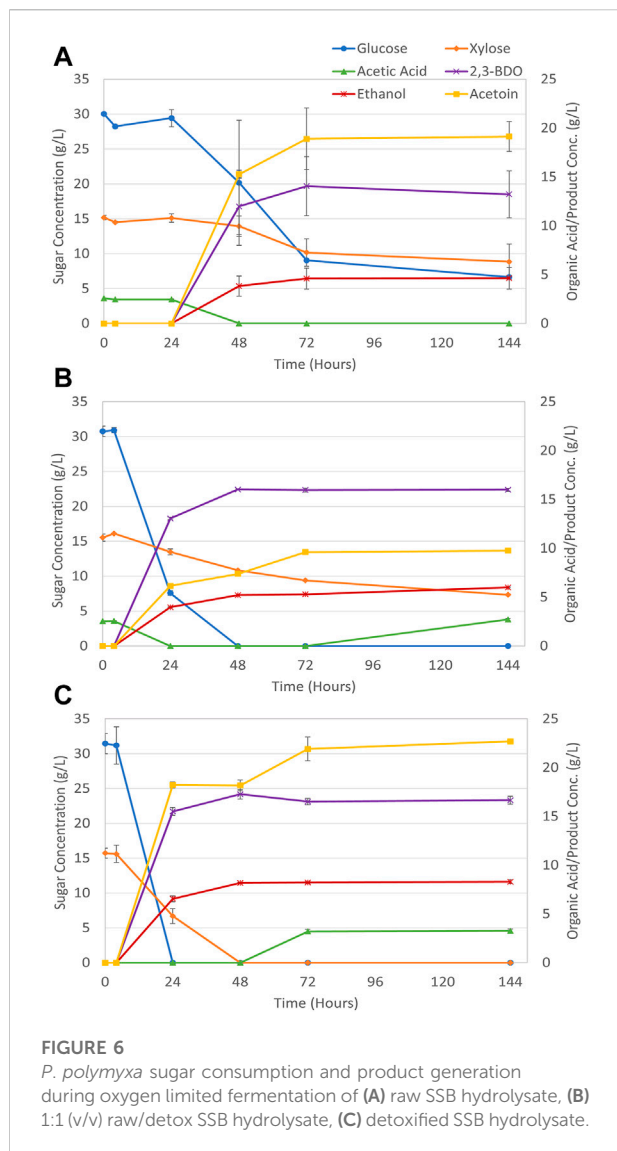 A
Glucose Xylose
Acetic Acid 2,3-BDO
Ethanol Acetoin
Sugar Concentration (g/L)
35
30
25
20
15
10
5
0
25
20
15
10
5
0
Organic Acid/Product Conc. (g/L)
0 24 48 72 96 120 144
Time (Hours)
B
Sugar Concentration (g/L)
35
30
25
20
15
10
5
0
25
20
15
10
5
0
Organic Acid/Product Conc. (g/L)
0 24 48 72 96 120 144
Time (Hours)
C
Sugar Concentration (g/L)
35
30
25
20
15
10
5
0
25
20
15
10
5
0
Organic Acid/Product Conc. (g/L)
0 24 48 72 96 120 144
Time (Hours)
FIGURE 6
P. polymyxa sugar consumption and product generation
during oxygen limited fermentation of (A) raw SSB hydrolysate, (B)
1:1 (v/v) raw/detox SSB hydrolysate, (C) detoxified SSB hydrolysate.